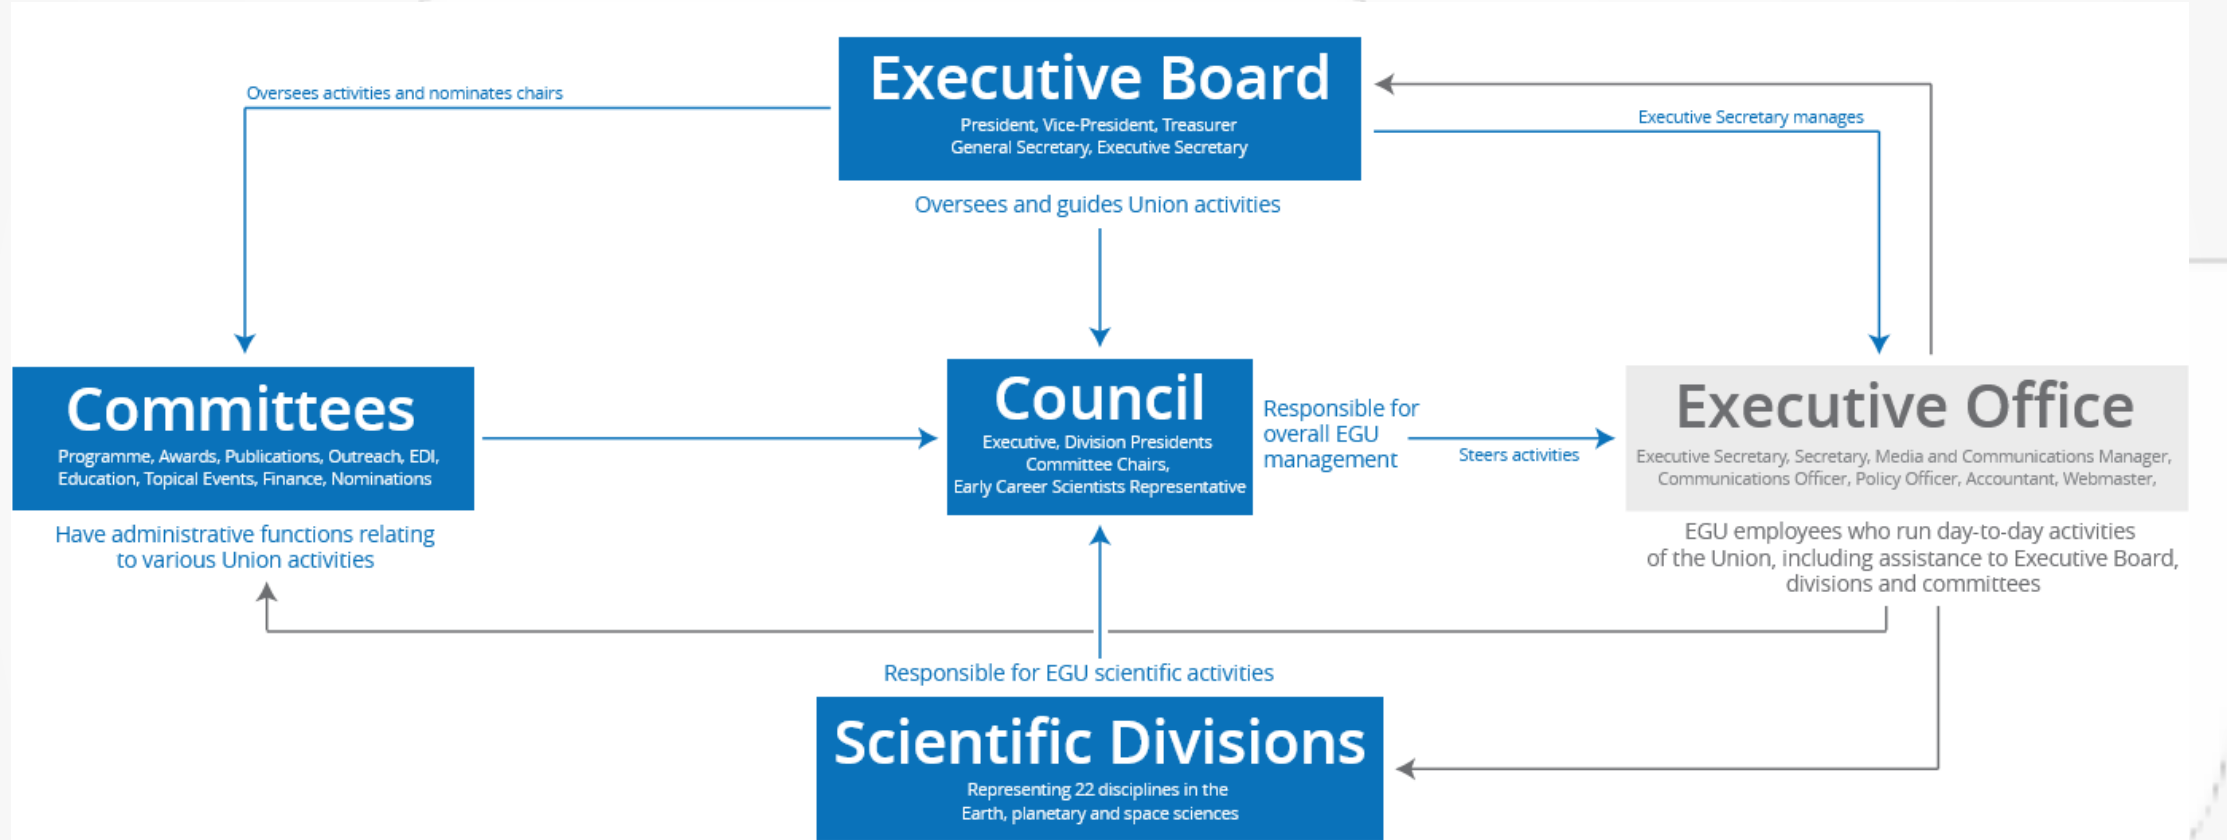 Executive Board
President, Vice-President, Treasurer
General Secretary, Executive Secretary
Oversees activities and nominates chairs
Executive Secretary manages
Oversees and guides Union activities
Committees
Programme, Awards, Publications, Outreach, EDI,
Education, Topical Events, Finance, Nominations
Have administrative functions relating
to various Union activities
Council
Executive, Division Presidents
Committee Chairs,
Early Career Scientists Representative
Responsible for
overall EGU
management
Steers activities
Executive Office
Executive Secretary, Secretary, Media and Communications Manager,
Communications Officer, Policy Officer, Accountant, Webmaster,
EGU employees who run day-to-day activities
of the Union, including assistance to Executive Board,
divisions and committees
Responsible for EGU scientific activities
Scientific Divisions
Representing 22 disciplines in the
Earth, planetary and space sciences